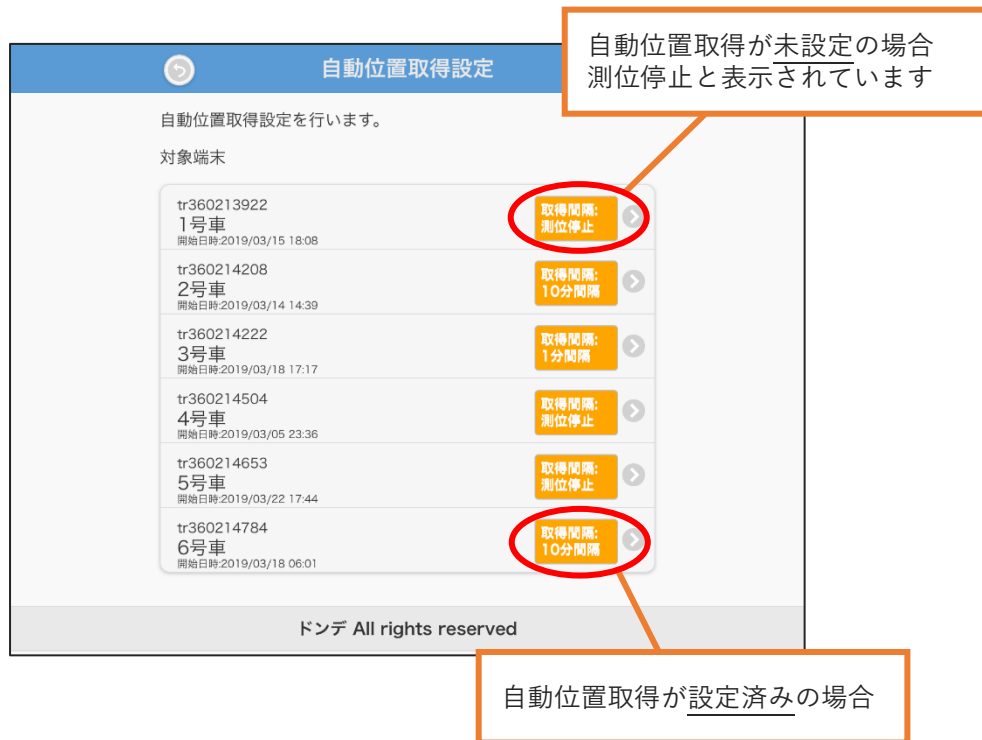 自動位置取得が未設定の場合
測位停止と表示されています
自動位置取得設定
自動位置取得設定を行います。
対象端末
tr360213922
1号車
開始日時:2019/03/15 18:08
取得間隔:
測位停止
tr360214208
2号車
開始日時:2019/03/14 14:39
取得間隔:
10分間隔
tr360214222
3号車
開始日時:2019/03/18 17:17
取得間隔:
1分間隔
tr360214504
4号車
開始日時:2019/03/05 23:36
取得間隔:
測位停止
tr360214653
5号車
開始日時:2019/03/22 17:44
取得間隔:
測位停止
tr360214784
6号車
開始日時:2019/03/18 06:01
取得間隔:
10分間隔
ドンデ All rights reserved
自動位置取得が設定済みの場合